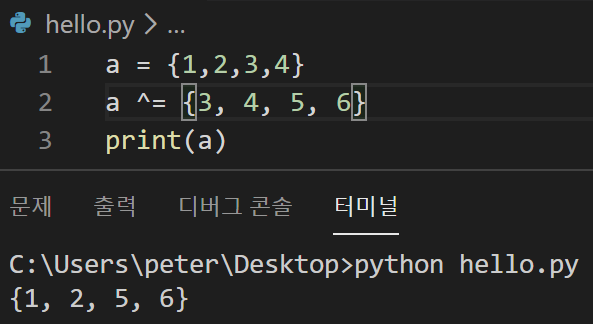 hello.py > ...
1 a = {1,2,3,4}
2 a ^= {3, 4, 5, 6}
3 print(a)
문제 출력 디버그 콘솔 터미널
C:\Users\peter\Desktop>python hello.py
{1, 2, 5, 6}